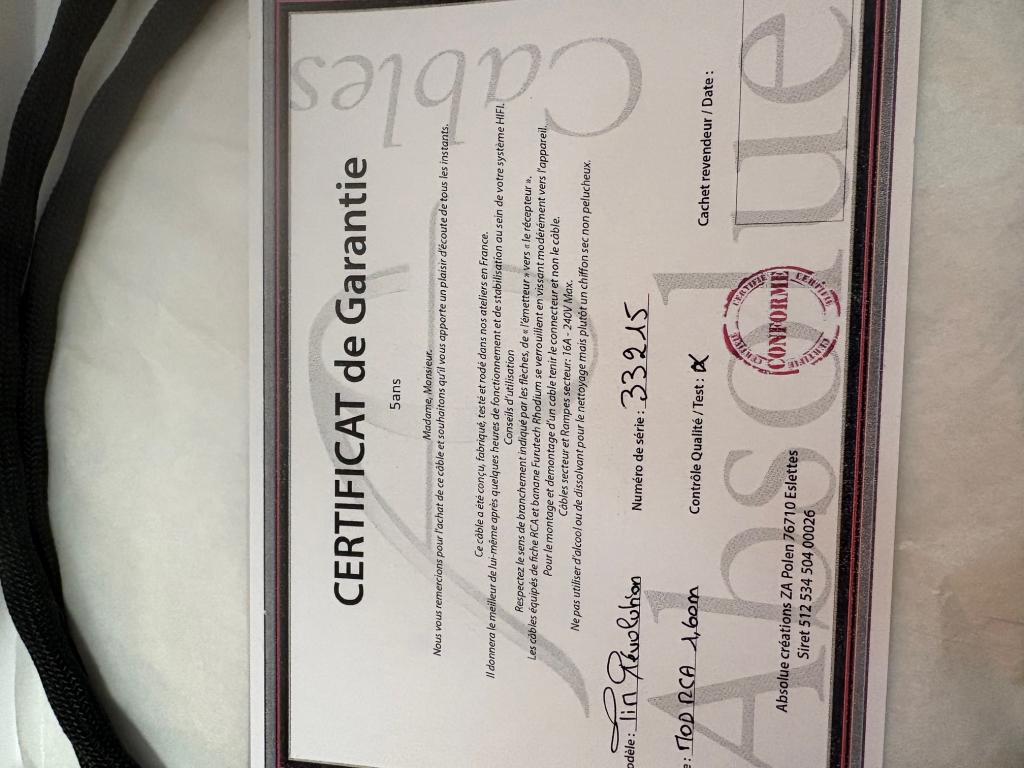 CERTIFICAT de Garantie
5ans
Madame, Monsieur,
Nous vous remercions pour l'achat de ce câble et souhaitons qu'il vous apporte un plaisir d'écoute de tous les instants.
Ce câble a été conçu, fabriqué, testé et rodé dans nos ateliers en France.
Il donnera le meilleur de lui-même après quelques heures de fonctionnement et de stabilisation au sein de votre système HIFI.
Conseils d'utilisation
Respectez le sens de branchement indiqué par les flèches, de « l'émetteur » vers « le récepteur ».
Les câbles équipés de fiche RCA et banane Furutech Rhodium se verrouillent en vissant modérément vers l'appareil.
Pour le montage et demontage d'un cable tenir le connecteur et non le câble.
Câbles secteur et Rampes secteur: 16A - 240V Max.
Ne pas utiliser d'alcool ou de dissolvant pour le nettoyage mais plutôt un chiffon sec non pelucheux.
odèle : Révolution Numéro de série : 33215
e : MOD RCA 1,60m Contrôle Qualité / Test : Cachet revendeur / Date :
CERTIFIÉ CERTIFIÉ
CONFORME
CERTIFIÉ CERTIFIÉ
Absolue créations ZA Polen 76710 Eslettes
Siret 512 534 504 00026
Absolue
Cables